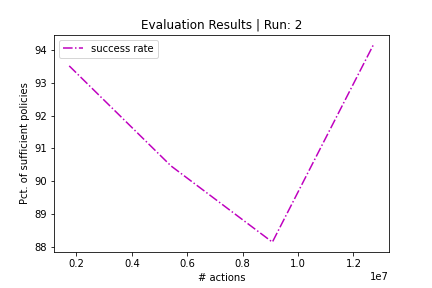 Evaluation Results | Run: 2
success rate
Pct. of sufficient policies
94
93
92
91
90
89
88
0.2 0.4 0.6 0.8 1.0 1.2
1e7
# actions